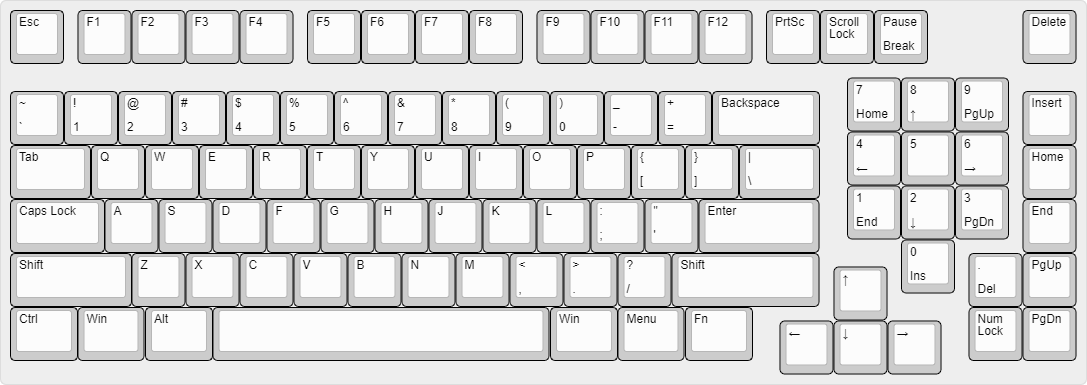 Esc F1 F2 F3 F4 F5 F6 F7 F8 F9 F10 F11 F12 PrtSc Scroll Lock Pause Break Delete
~ ` ! 1 @ 2 # 3 $ 4 % 5 ^ 6 & 7 * 8 ( 9 ) 0 _ - + = Backspace 7 Home 8 ↑ 9 PgUp Insert
Tab Q W E R T Y U I O P { [ } ] | \ 4 ← 5 6 → Home
Caps Lock A S D F G H J K L : ; " ' Enter 1 End 2 ↓ 3 PgDn End
Shift Z X C V B N M < , > . ? / Shift ↑ 0 Ins . Del PgUp
Ctrl Win Alt Win Menu Fn ← ↓ → Num Lock PgDn